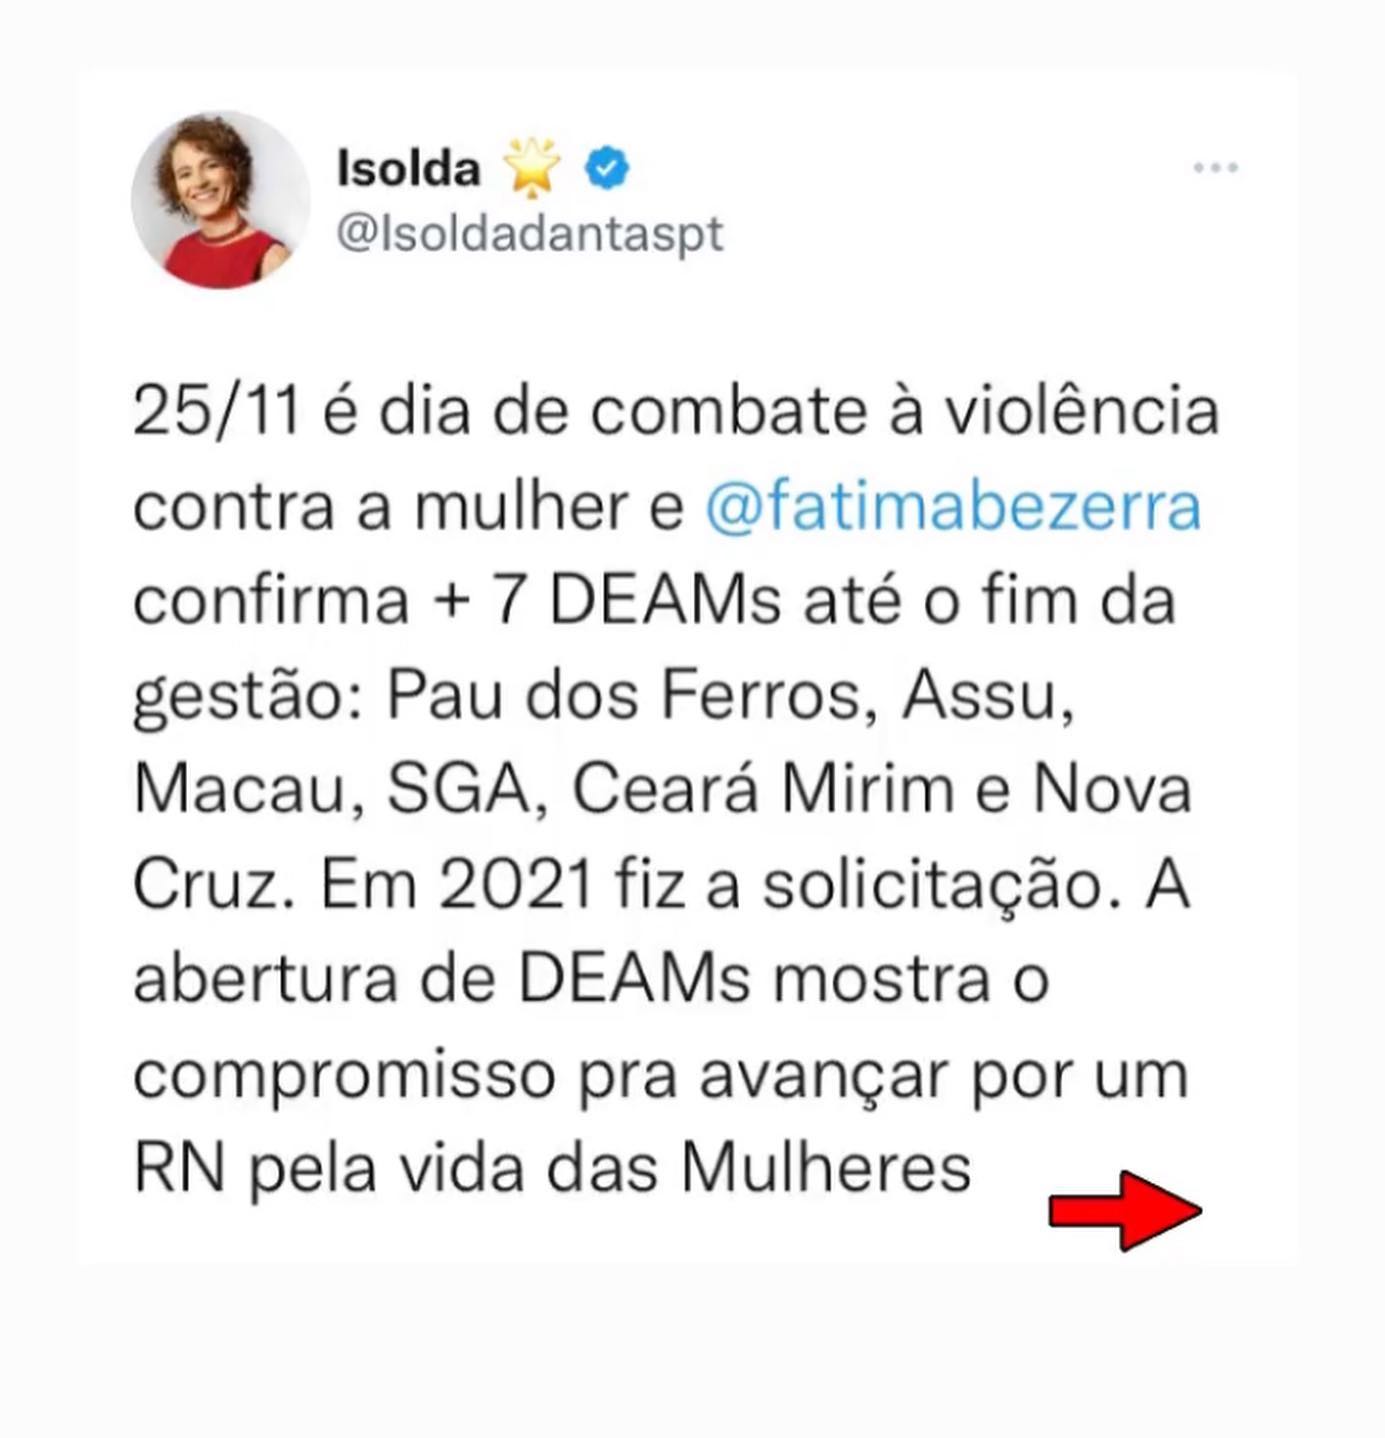 Isolda 🌟
@Isoldadantaspt
25/11 é dia de combate à violência
contra a mulher e @fatimabezerra
confirma + 7 DEAMs até o fim da
gestão: Pau dos Ferros, Assu,
Macau, SGA, Ceará Mirim e Nova
Cruz. Em 2021 fiz a solicitação. A
abertura de DEAMs mostra o
compromisso pra avançar por um
RN pela vida das Mulheres